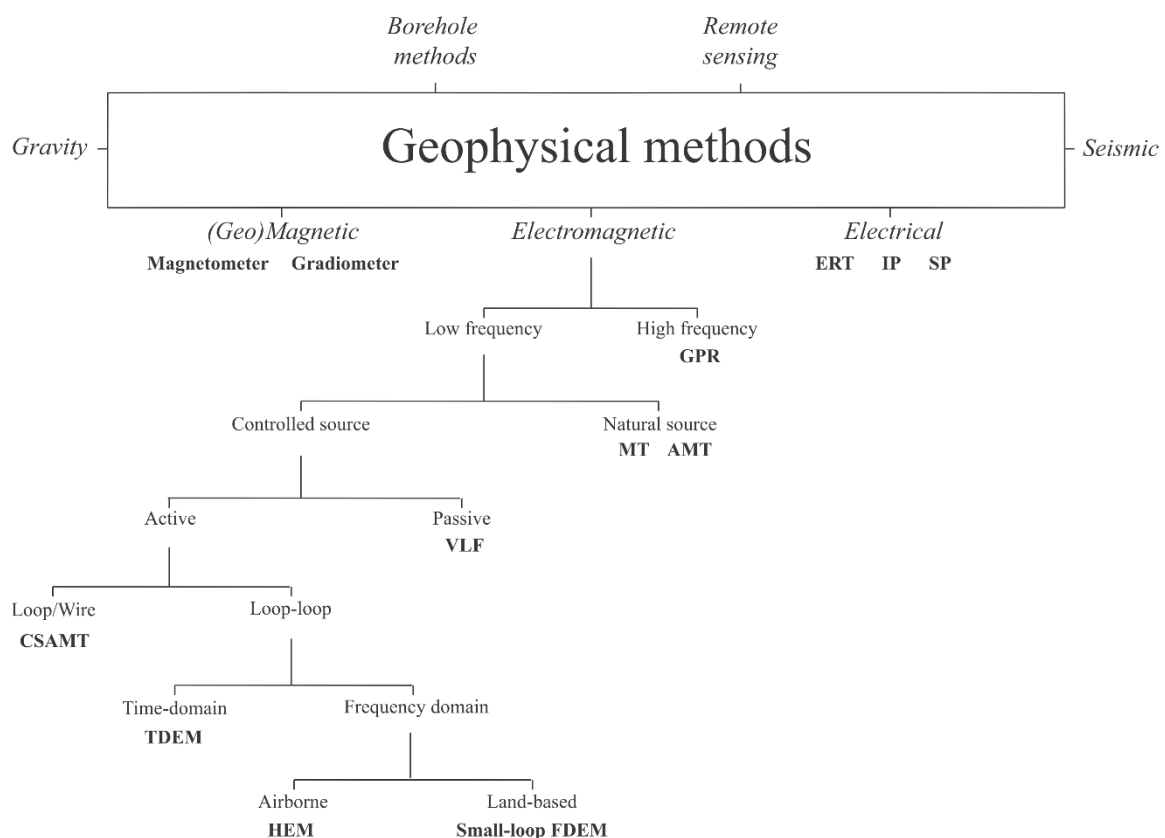 Borehole
methods
Remote
sensing
Gravity
Geophysical methods
Seismic
(Geo)Magnetic
Electromagnetic
Electrical
Magnetometer Gradiometer
ERT IP SP
Low frequency
High frequency
GPR
Controlled source
Natural source
MT AMT
Active
Passive
VLF
Loop/Wire
Loop-loop
CSAMT
Time-domain
Frequency domain
TDEM
Airborne
Land-based
HEM
Small-loop FDEM